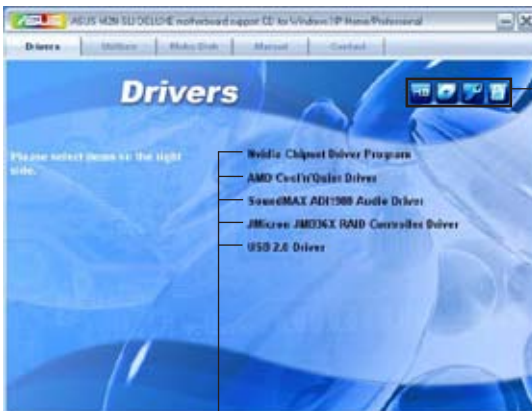 ASUS M2N-SLI DELUXE motherboard support CD for Windows XP Home/Professional
Drivers Utilities Make Disk Manual Contact
Drivers
Please select items on the right
side.
Nvidia Chipset Driver Program
AMD Cool'n'Quiet Driver
SoundMAX ADI1988 Audio Driver
JMicron JMB36X RAID Controller Driver
USB 2.0 Driver